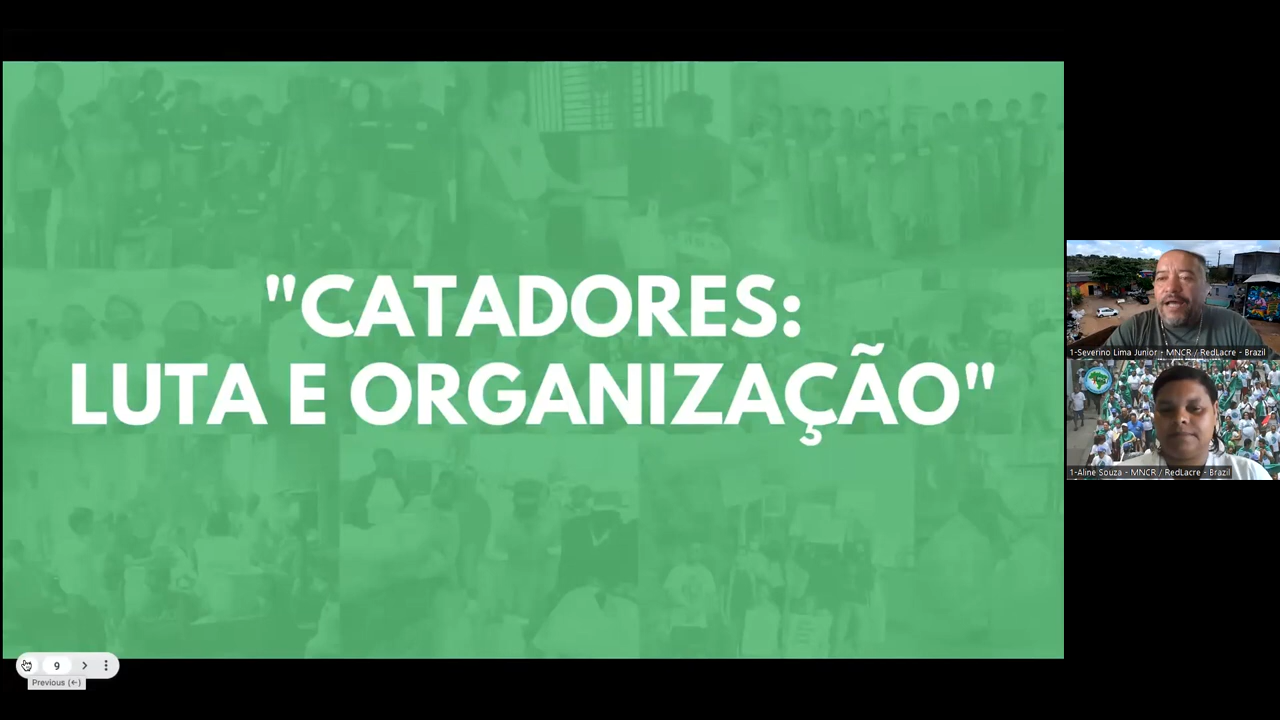 "CATADORES:
LUTA E ORGANIZAÇÃO"
1-Severino Lima Junior - MNCR / RedLacre - Brazil
1-Aline Souza - MNCR / RedLacre - Brazil
9
Previous (←)